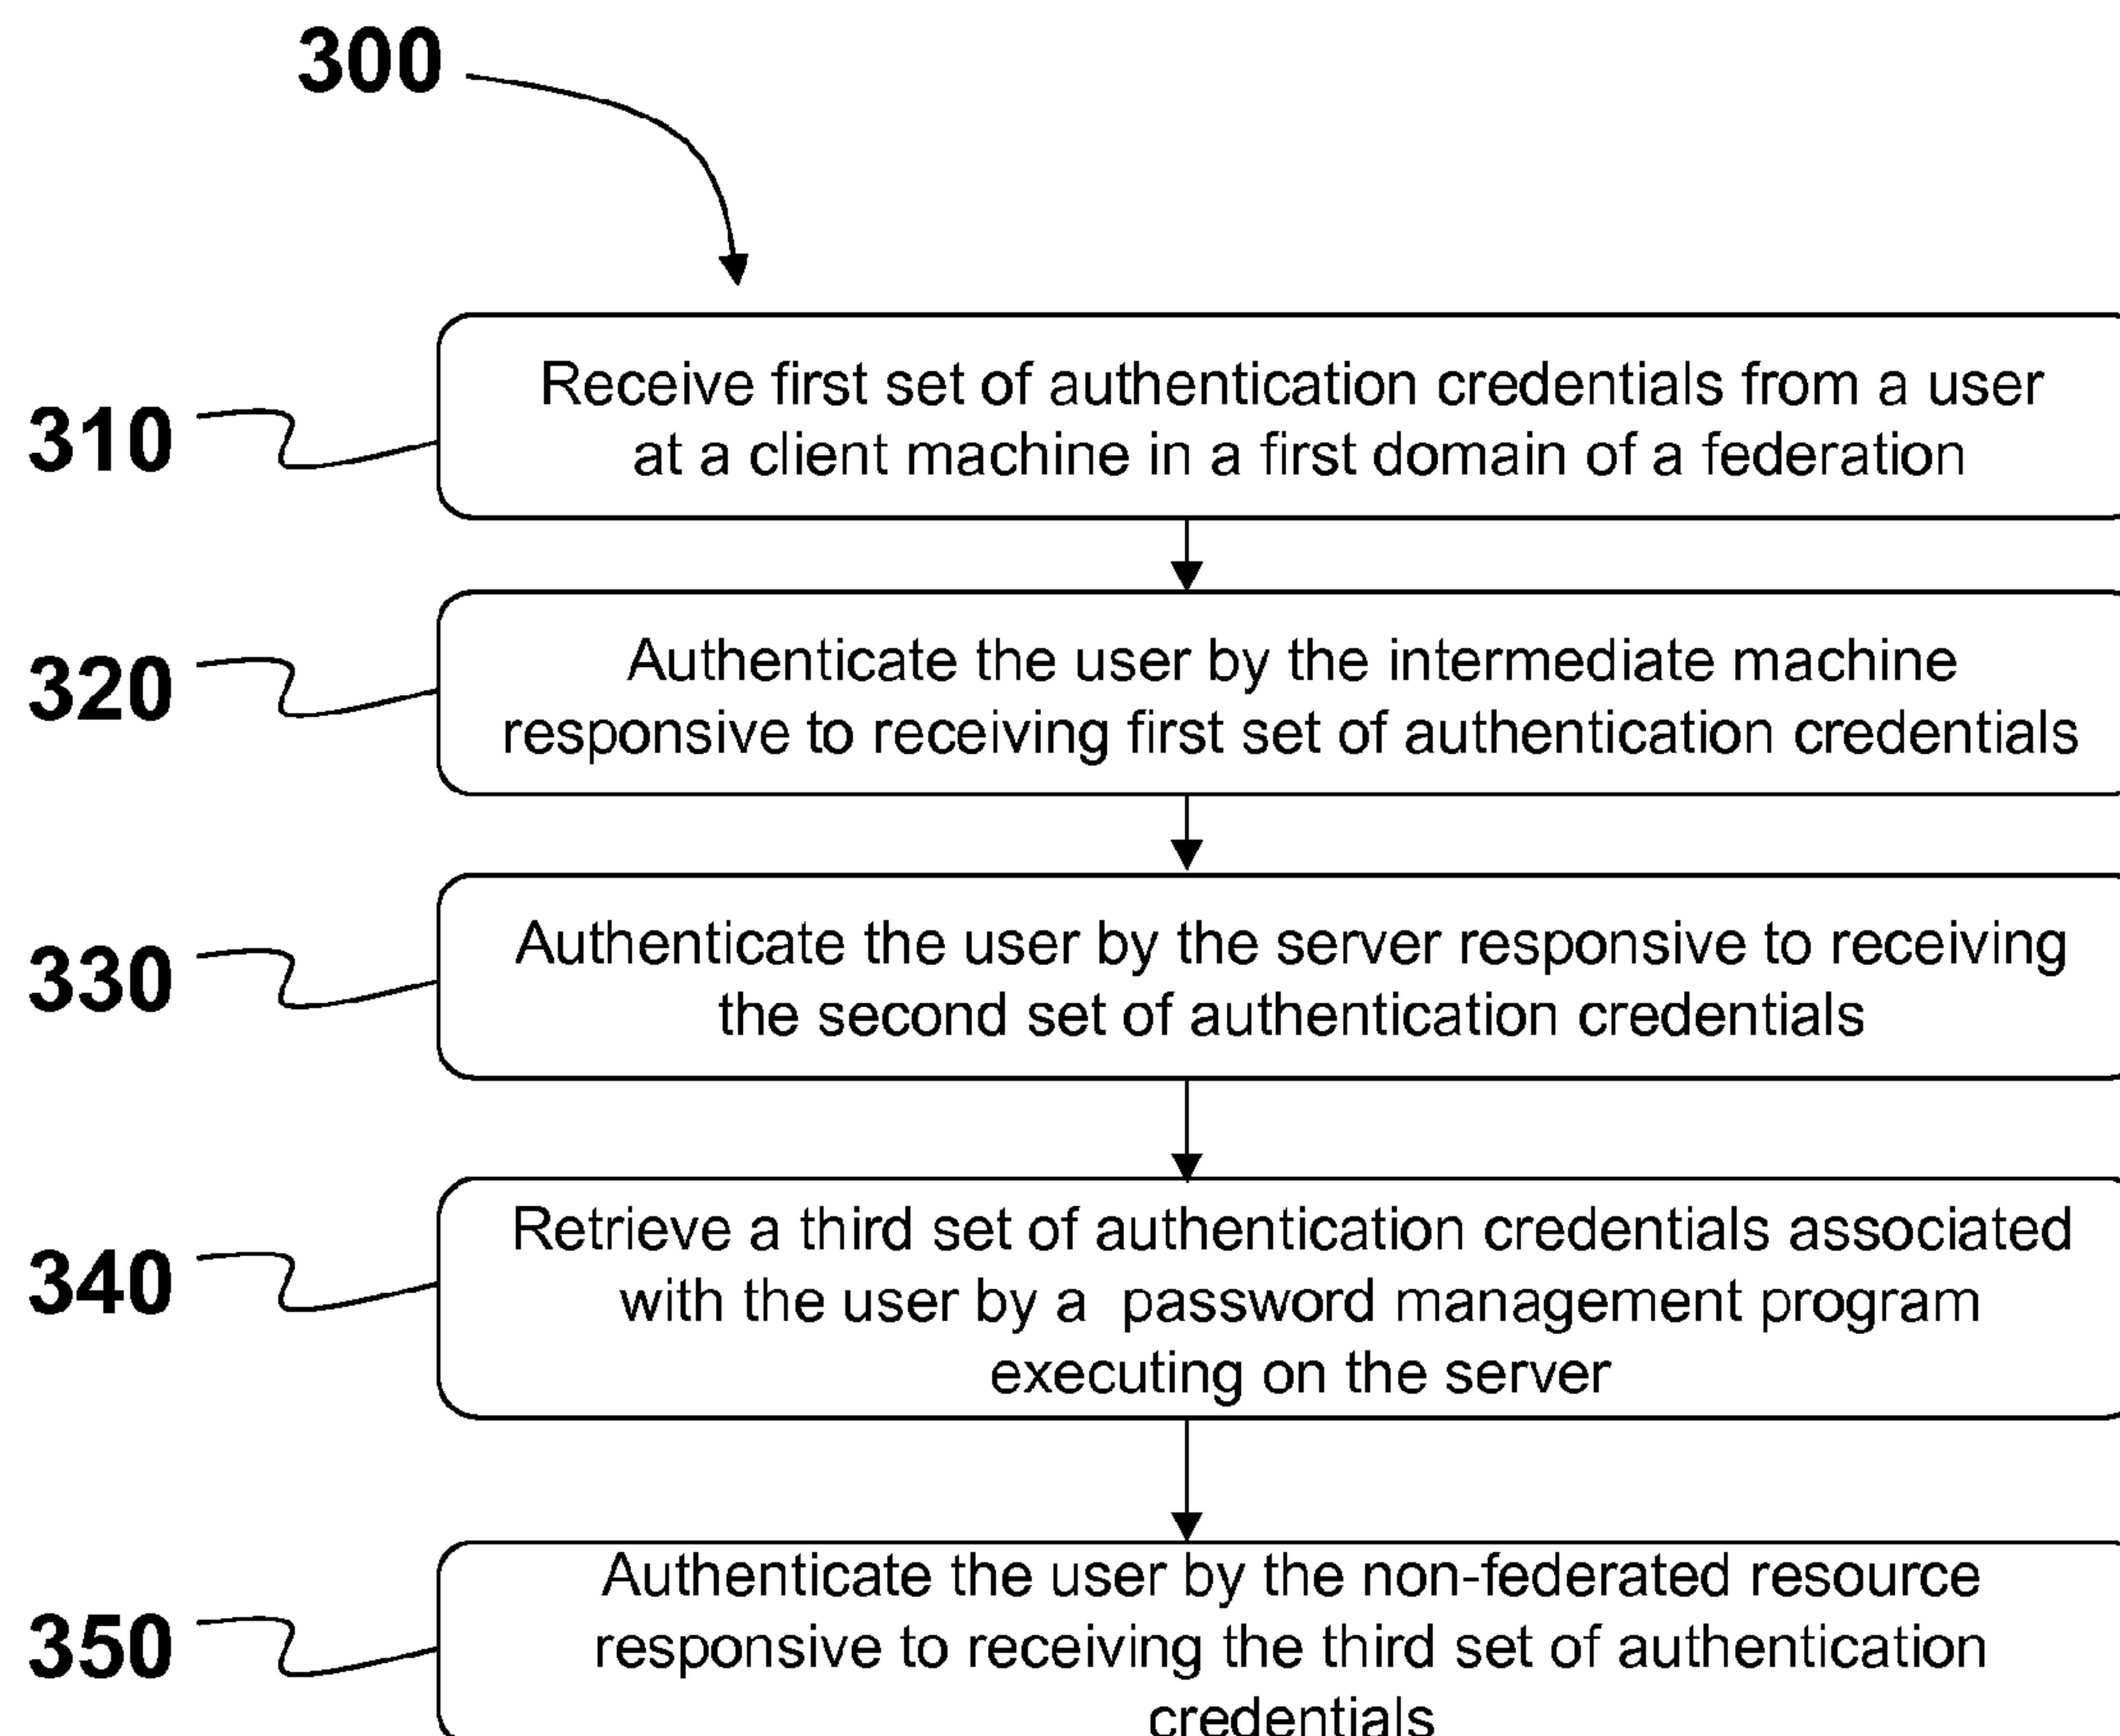 300
310
Receive first set of authentication credentials from a user
at a client machine in a first domain of a federation
320
Authenticate the user by the intermediate machine
responsive to receiving first set of authentication credentials
330
Authenticate the user by the server responsive to receiving
the second set of authentication credentials
340
Retrieve a third set of authentication credentials associated
with the user by a password management program
executing on the server
350
Authenticate the user by the non-federated resource
responsive to receiving the third set of authentication
credentials